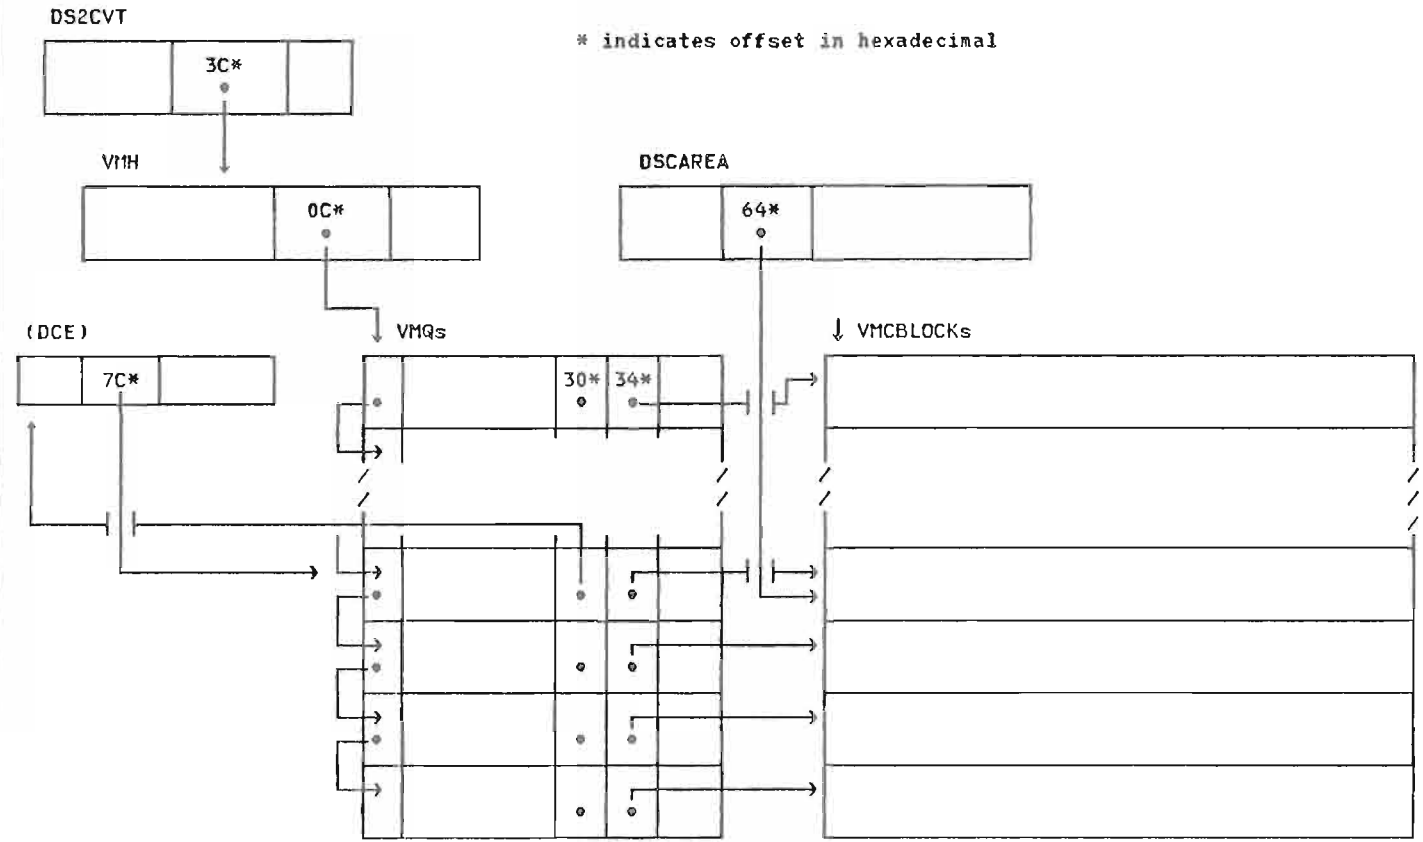 DS2CVT
* indicates offset in hexadecimal
3C*
VMH
DSCAREA
0C*
64*
(DCE)
VMQs
VMCBLOCKs
7C*
30*
34*